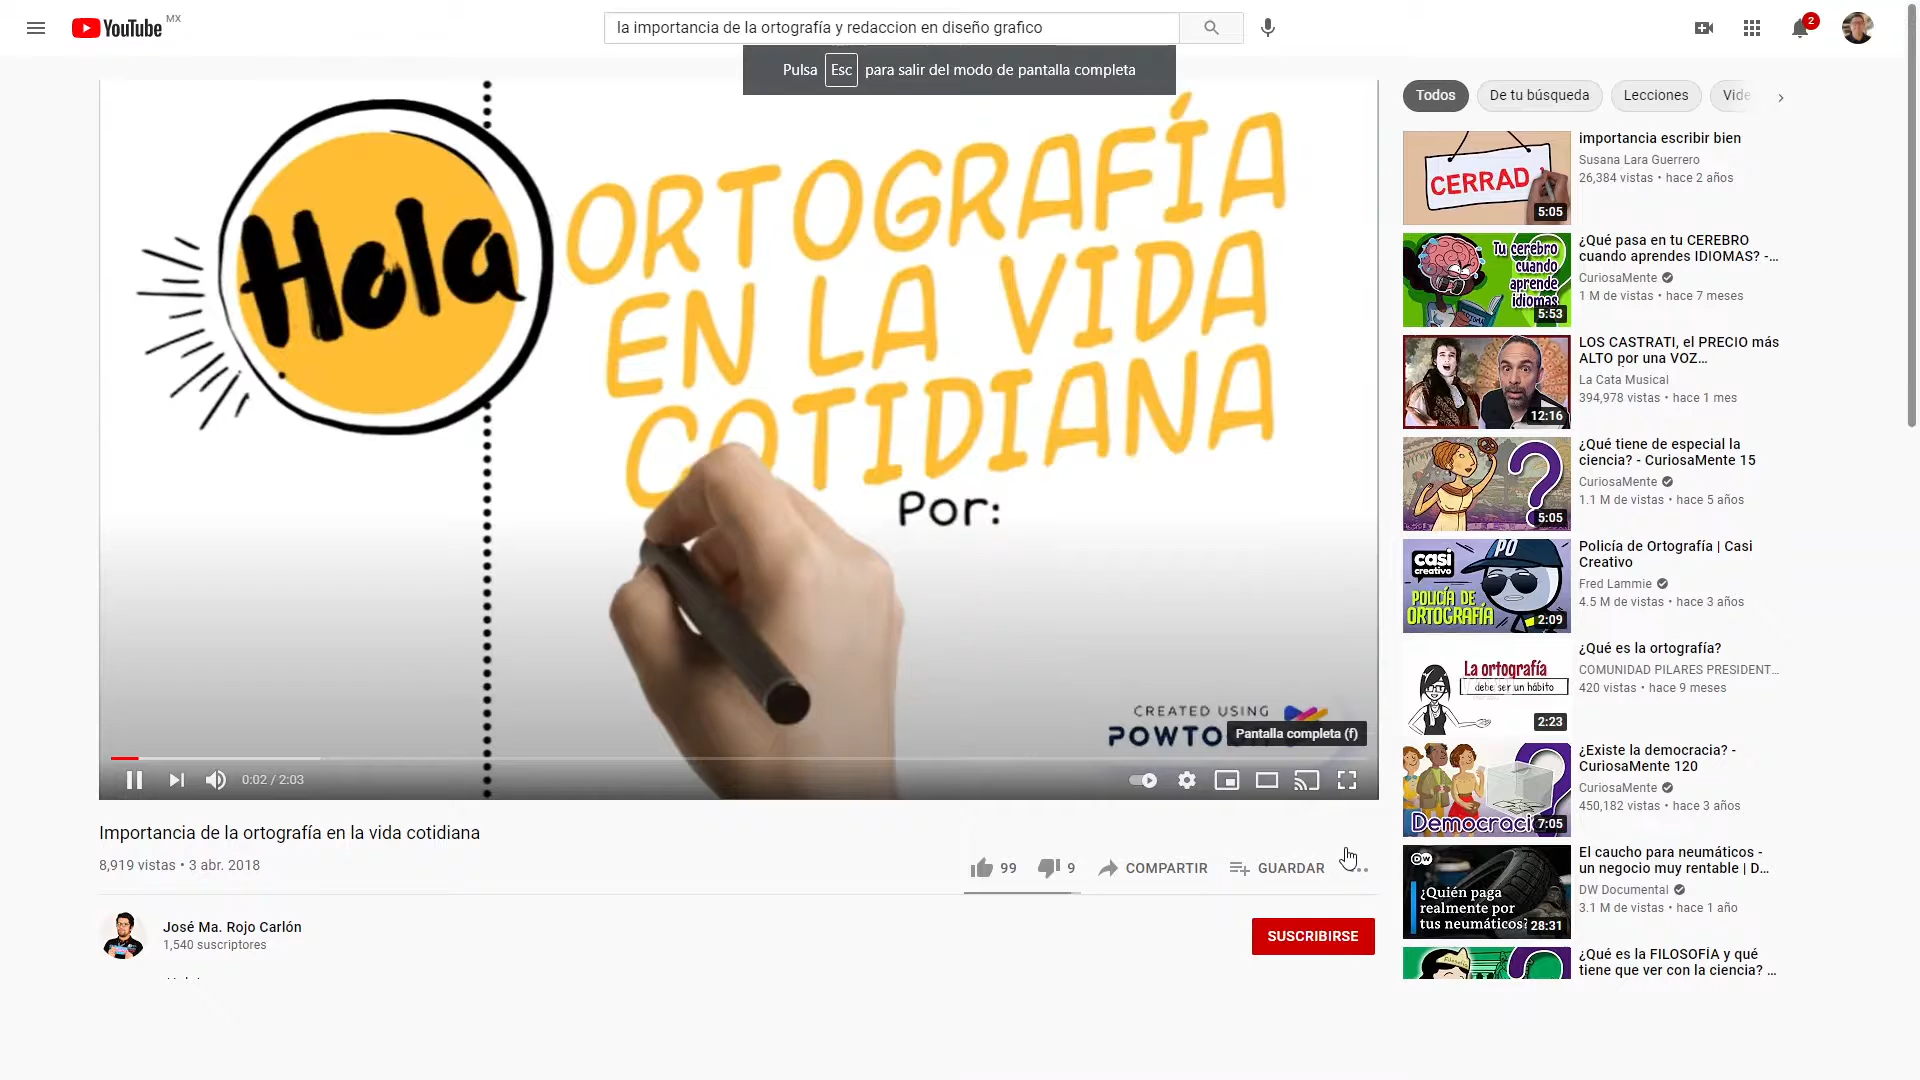 YouTube MX
la importancia de la ortografía y redaccion en diseño grafico
2
Pulsa Esc para salir del modo de pantalla completa
Hola
ORTOGRAFÍA
EN LA VIDA
COTIDIANA
Por:
CREATED USING
Pantalla completa (f)
0:02 / 2:03
Importancia de la ortografía en la vida cotidiana
8,919 vistas • 3 abr. 2018
99
9
COMPARTIR
GUARDAR
José Ma. Rojo Carlón
1,540 suscriptores
SUSCRIBIRSE
Todos
De tu búsqueda
Lecciones
CERRAD
5:05
importancia escribir bien
Susana Lara Guerrero
26,384 vistas • hace 2 años
Tu cerebro
cuando
aprende
idiomas
5:53
¿Qué pasa en tu CEREBRO
cuando aprendes IDIOMAS? -...
CuriosaMente
1 M de vistas • hace 7 meses
12:16
LOS CASTRATI, el PRECIO más
ALTO por una VOZ...
La Cata Musical
394,978 vistas • hace 1 mes
5:05
¿Qué tiene de especial la
ciencia? - CuriosaMente 15
CuriosaMente
1.1 M de vistas • hace 5 años
casi
creativo
PO
POLICÍA DE
ORTOGRAFÍA
2:09
Policía de Ortografía | Casi
Creativo
Fred Lammie
4.5 M de vistas • hace 3 años
La ortografía
debe ser un hábito
2:23
¿Qué es la ortografía?
COMUNIDAD PILARES PRESIDENT...
420 vistas • hace 9 meses
7:05
¿Existe la democracia? -
CuriosaMente 120
CuriosaMente
450,182 vistas • hace 3 años
DW
¿Quién paga
realmente por
tus neumáticos?
28:31
El caucho para neumáticos -
un negocio muy rentable | D...
DW Documental
3.1 M de vistas • hace 1 año
¿Qué es la FILOSOFÍA y qué
tiene que ver con la ciencia? ...